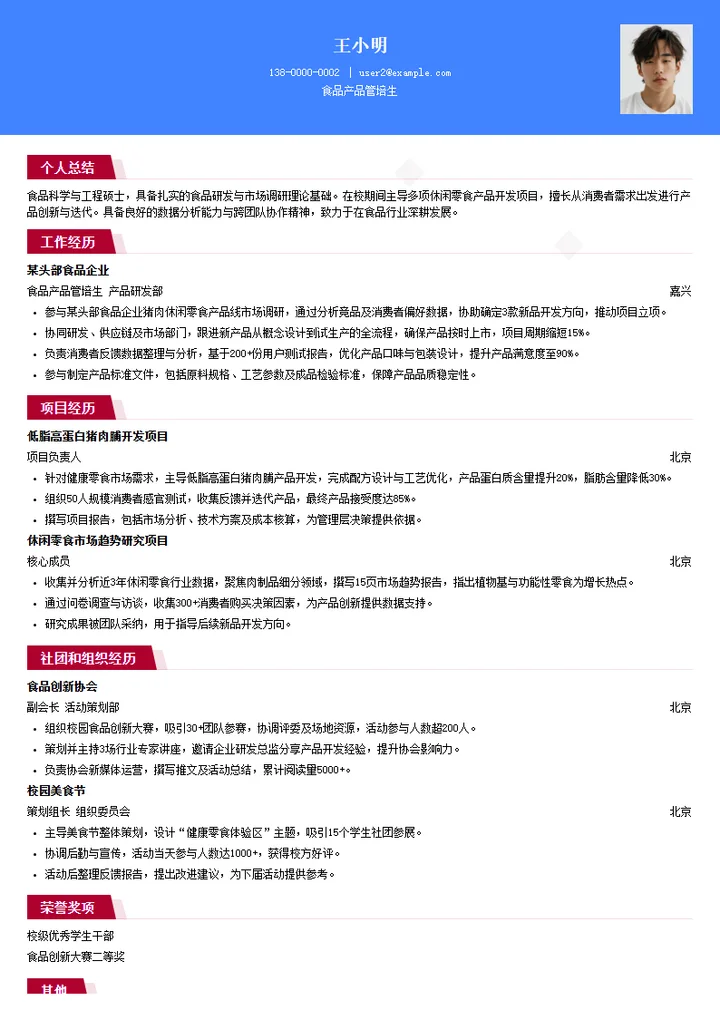 王小明
138-0000-0002 | user2@example.com
食品产品管培生
个人总结
食品科学与工程硕士，具备扎实的食品研发与市场调研理论基础。在校期间主导多项休闲零食产品开发项目，擅长从消费者需求出发进行产
品创新与迭代。具备良好的数据分析能力与跨团队协作精神，致力于在食品行业深耕发展。
工作经历
某头部食品企业
食品产品管培生 产品研发部 嘉兴
• 参与某头部食品企业猪肉休闲零食产品线市场调研，通过分析竞品及消费者偏好数据，协助确定3款新品开发方向，推动项目立项。
• 协同研发、供应链及市场部门，跟进新产品从概念设计到试生产的全流程，确保产品按时上市，项目周期缩短15%。
• 负责消费者反馈数据整理与分析，基于200+份用户测试报告，优化产品口味与包装设计，提升产品满意度至90%。
• 参与制定产品标准文件，包括原料规格、工艺参数及成品检验标准，保障产品品质稳定性。
项目经历
低脂高蛋白猪肉脯开发项目
项目负责人 北京
• 针对健康零食市场需求，主导低脂高蛋白猪肉脯产品开发，完成配方设计与工艺优化，产品蛋白质含量提升20%，脂肪含量降低30%。
• 组织50人规模消费者感官测试，收集反馈并迭代产品，最终产品接受度达85%。
• 撰写项目报告，包括市场分析、技术方案及成本核算，为管理层决策提供依据。
休闲零食市场趋势研究项目
核心成员 北京
• 收集并分析近3年休闲零食行业数据，聚焦肉制品细分领域，撰写15页市场趋势报告，指出植物基与功能性零食为增长热点。
• 通过问卷调查与访谈，收集300+消费者购买决策因素，为产品创新提供数据支持。
• 研究成果被团队采纳，用于指导后续新品开发方向。
社团和组织经历
食品创新协会
副会长 活动策划部 北京
• 组织校园食品创新大赛，吸引30+团队参赛，协调评委及场地资源，活动参与人数超200人。
• 策划并主持3场行业专家讲座，邀请企业研发总监分享产品开发经验，提升协会影响力。
• 负责协会新媒体运营，撰写推文及活动总结，累计阅读量5000+。
校园美食节
策划组长 组织委员会 北京
• 主导美食节整体策划，设计“健康零食体验区”主题，吸引15个学生社团参展。
• 协调后勤与宣传，活动当天参与人数达1000+，获得校方好评。
• 活动后整理反馈报告，提出改进建议，为下届活动提供参考。
荣誉奖项
校级优秀学生干部
食品创新大赛二等奖
其他